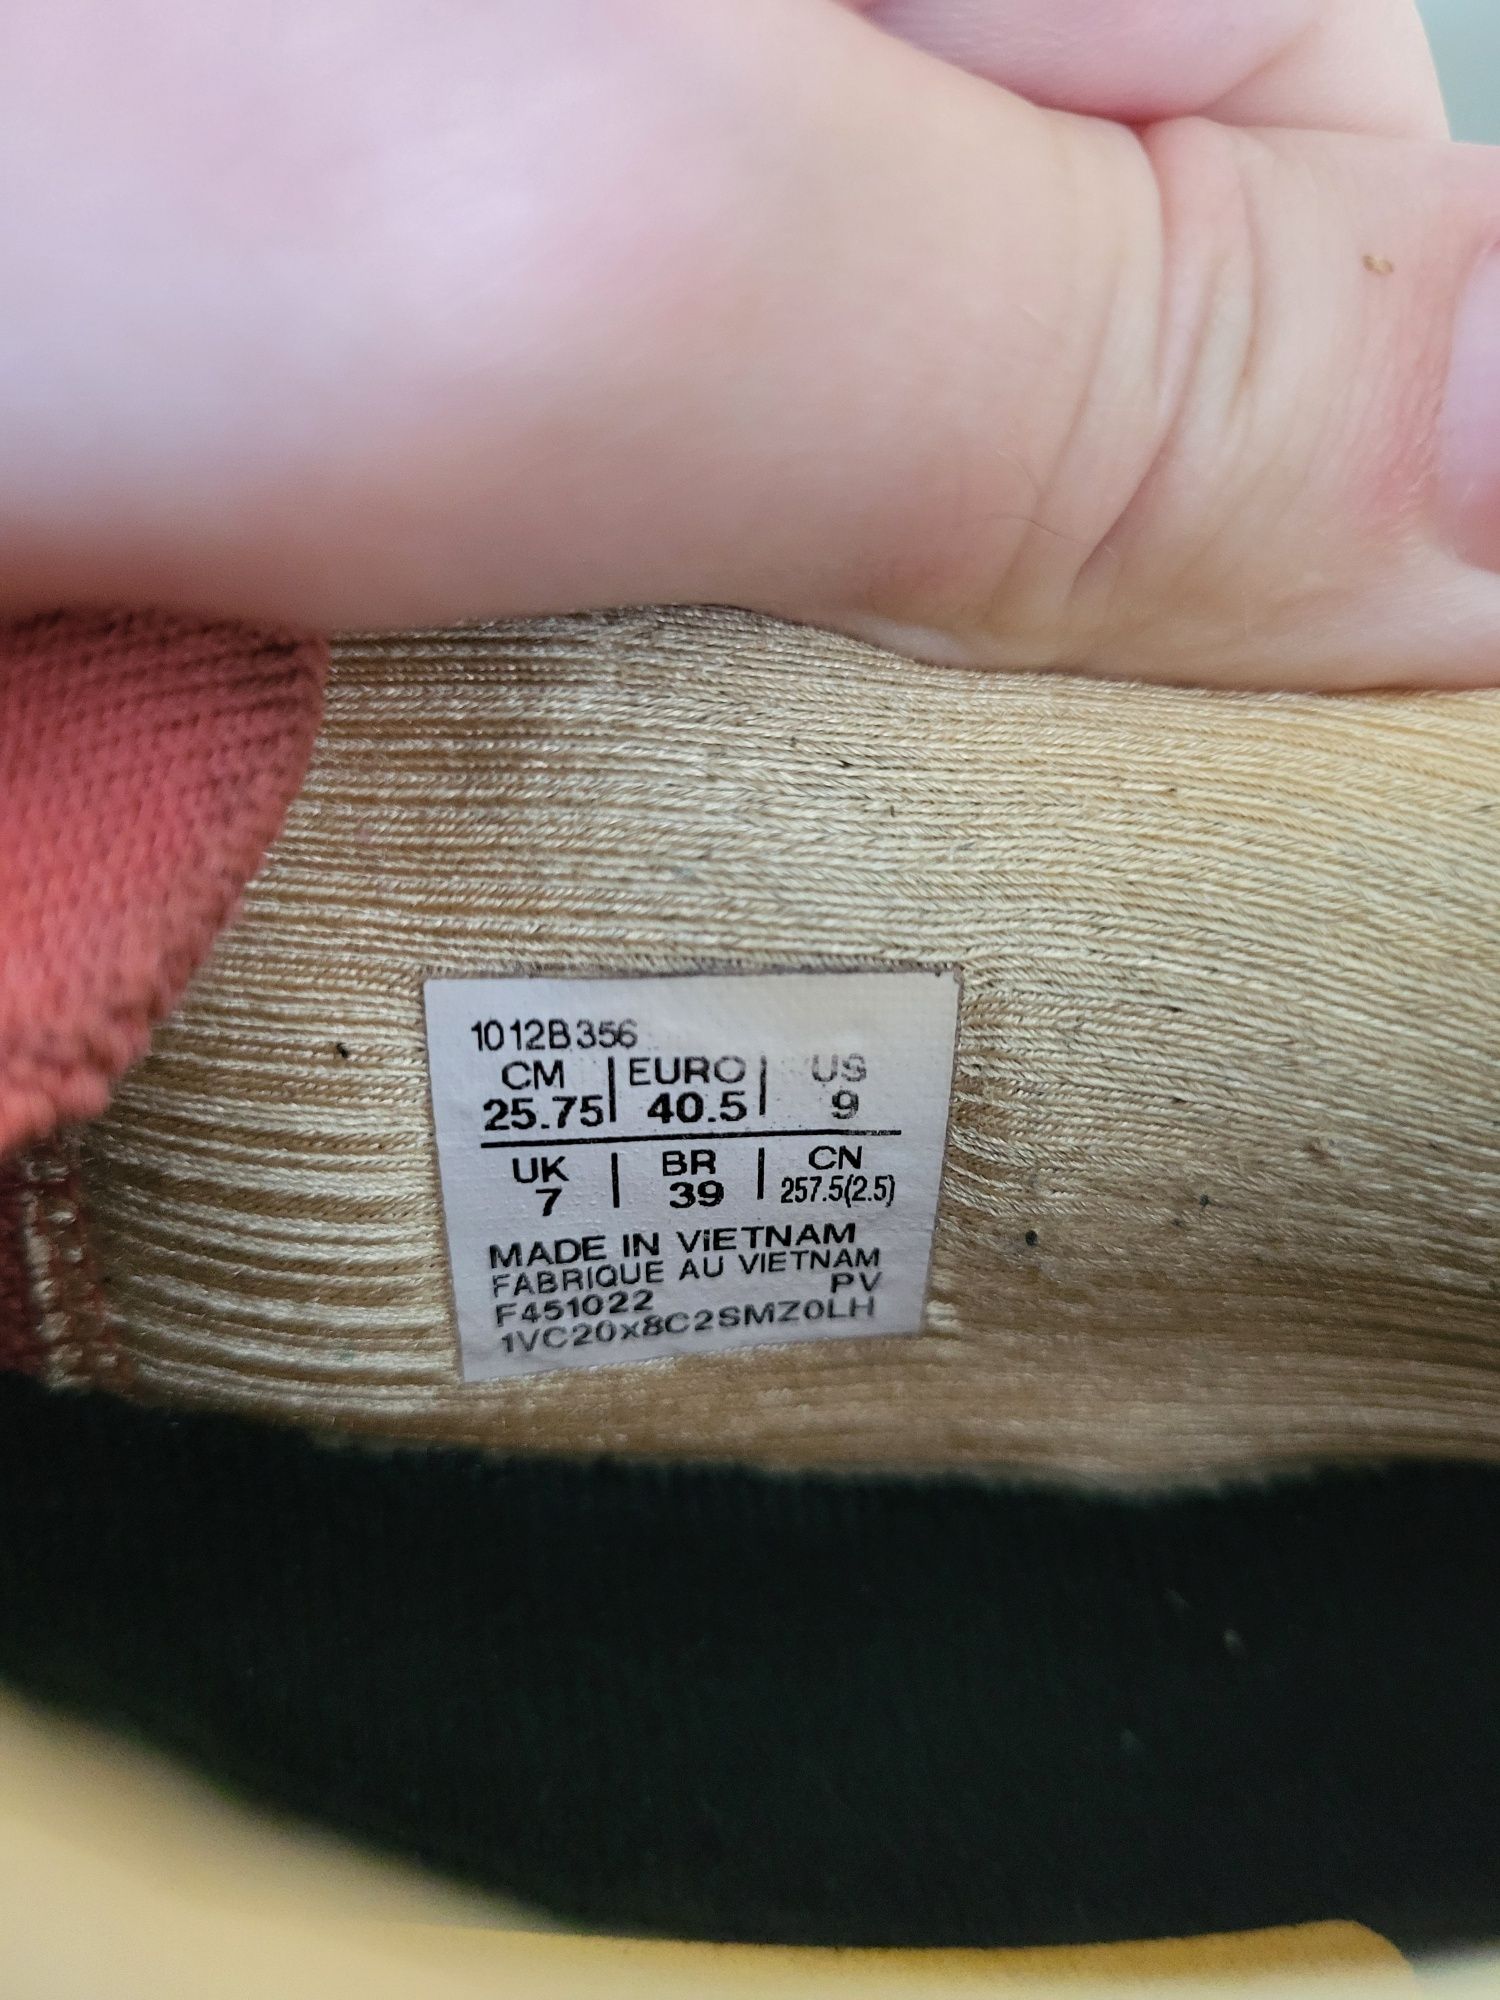 1012B356
CM | EURO | US
25.75 | 40.5 | 9
UK | BR | CN
7 | 39 | 257.5(2.5)
MADE IN VIETNAM
FABRIQUE AU VIETNAM
F451022 PV
1VC20x8C2SMZ0LH